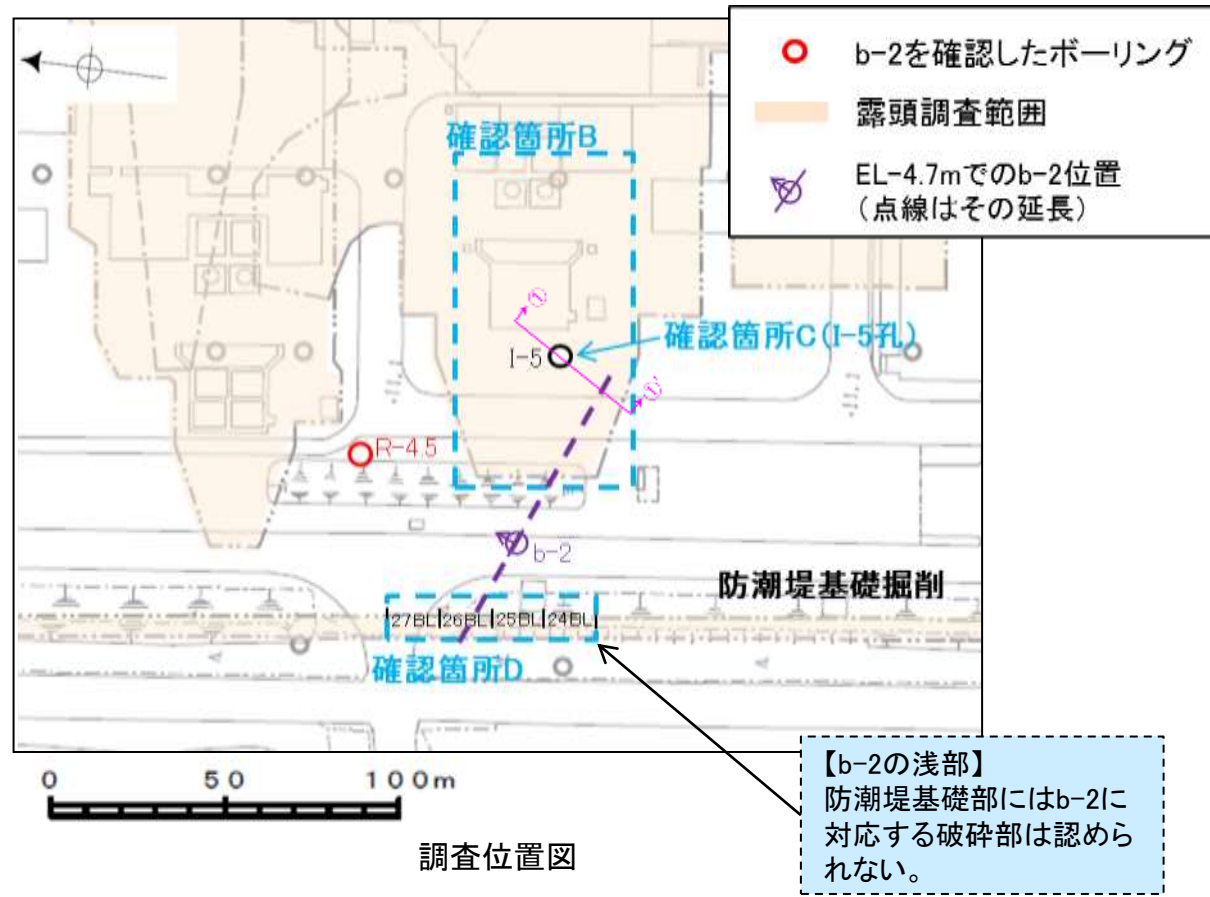 b-2を確認したボーリング
露頭調査範囲
EL-4.7mでのb-2位置
(点線はその延長)
確認箇所B
①
確認箇所C(I-5孔)
I-5
①'
R-4.5
b-2
防潮堤基礎掘削
27BL 26BL 25BL 24BL
確認箇所D
【b-2の浅部】
防潮堤基礎部にはb-2に
対応する破砕部は認めら
れない。
0 50 100m
調査位置図